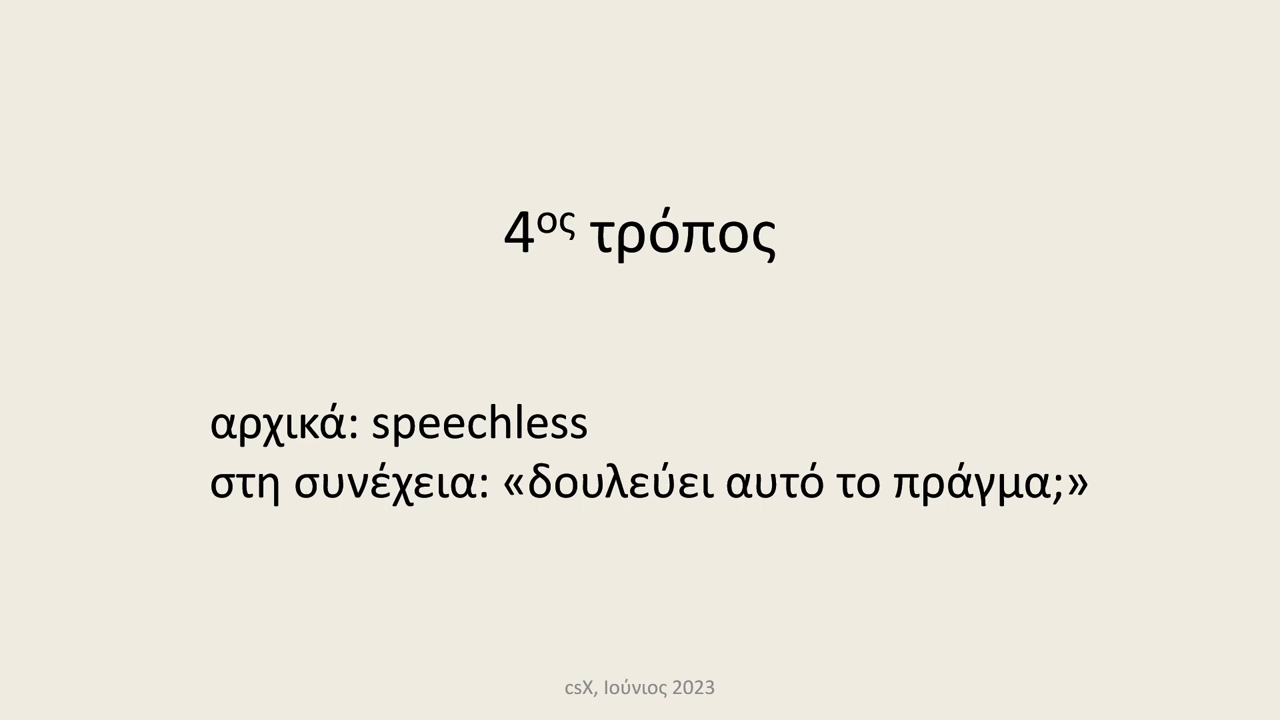 4ος τρόπος
αρχικά: speechless
στη συνέχεια: «δουλεύει αυτό το πράγμα;»
csX, Ιούνιος 2023